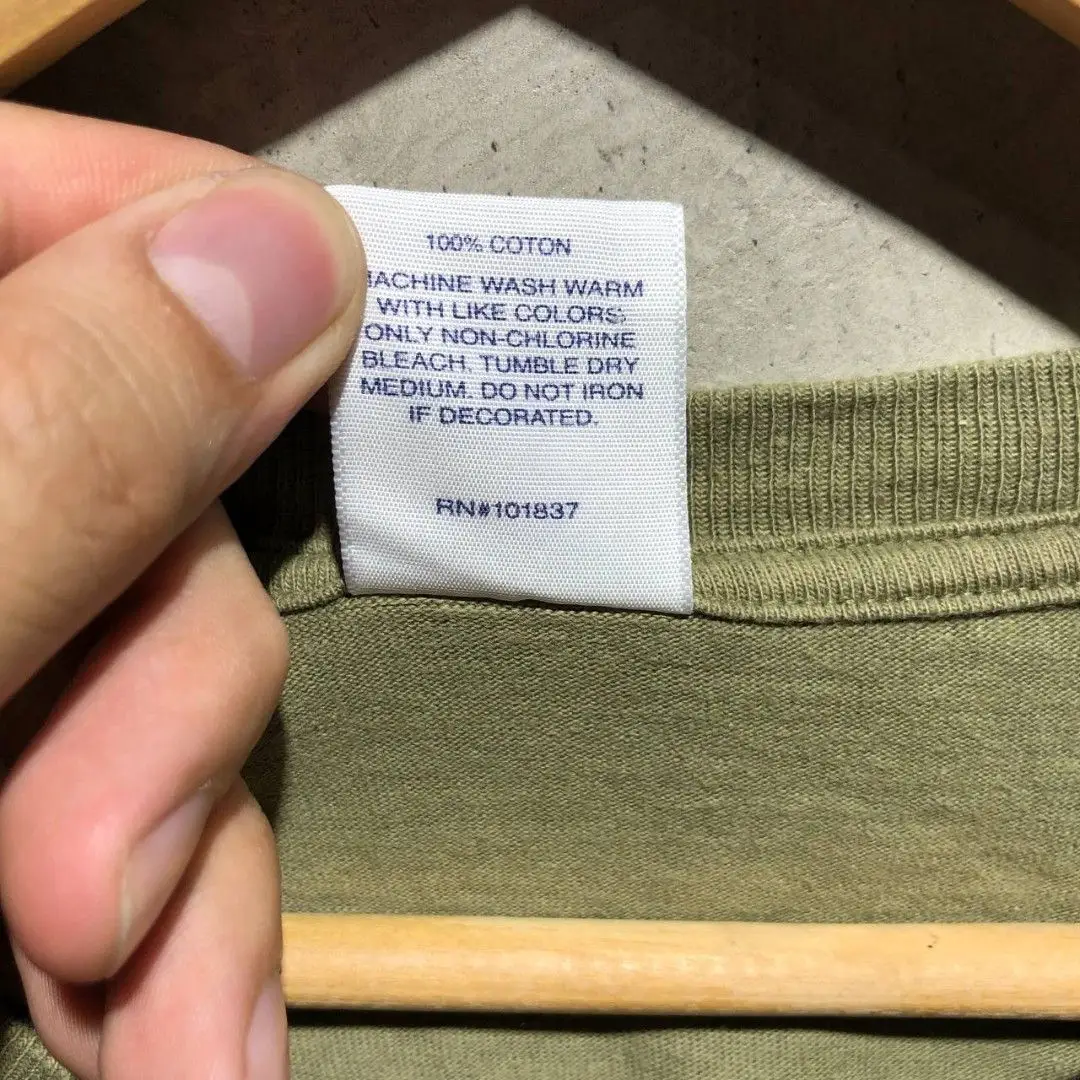 100% COTON
MACHINE WASH WARM
WITH LIKE COLORS;
ONLY NON-CHLORINE
BLEACH. TUMBLE DRY
MEDIUM. DO NOT IRON
IF DECORATED.
RN#101837